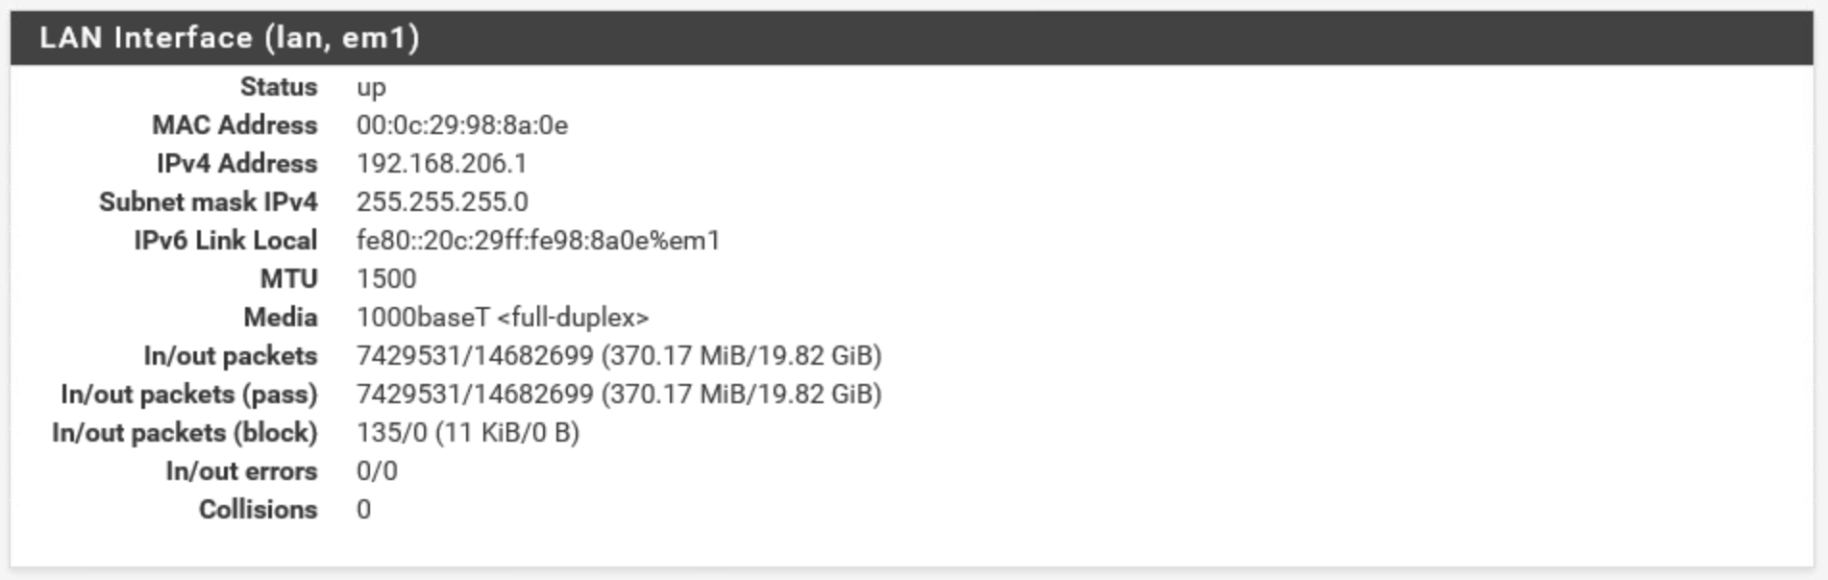 LAN Interface (lan, em1)
Status up
MAC Address 00:0c:29:98:8a:0e
IPv4 Address 192.168.206.1
Subnet mask IPv4 255.255.255.0
IPv6 Link Local fe80::20c:29ff:fe98:8a0e%em1
MTU 1500
Media 1000baseT <full-duplex>
In/out packets 7429531/14682699 (370.17 MiB/19.82 GiB)
In/out packets (pass) 7429531/14682699 (370.17 MiB/19.82 GiB)
In/out packets (block) 135/0 (11 KiB/0 B)
In/out errors 0/0
Collisions 0